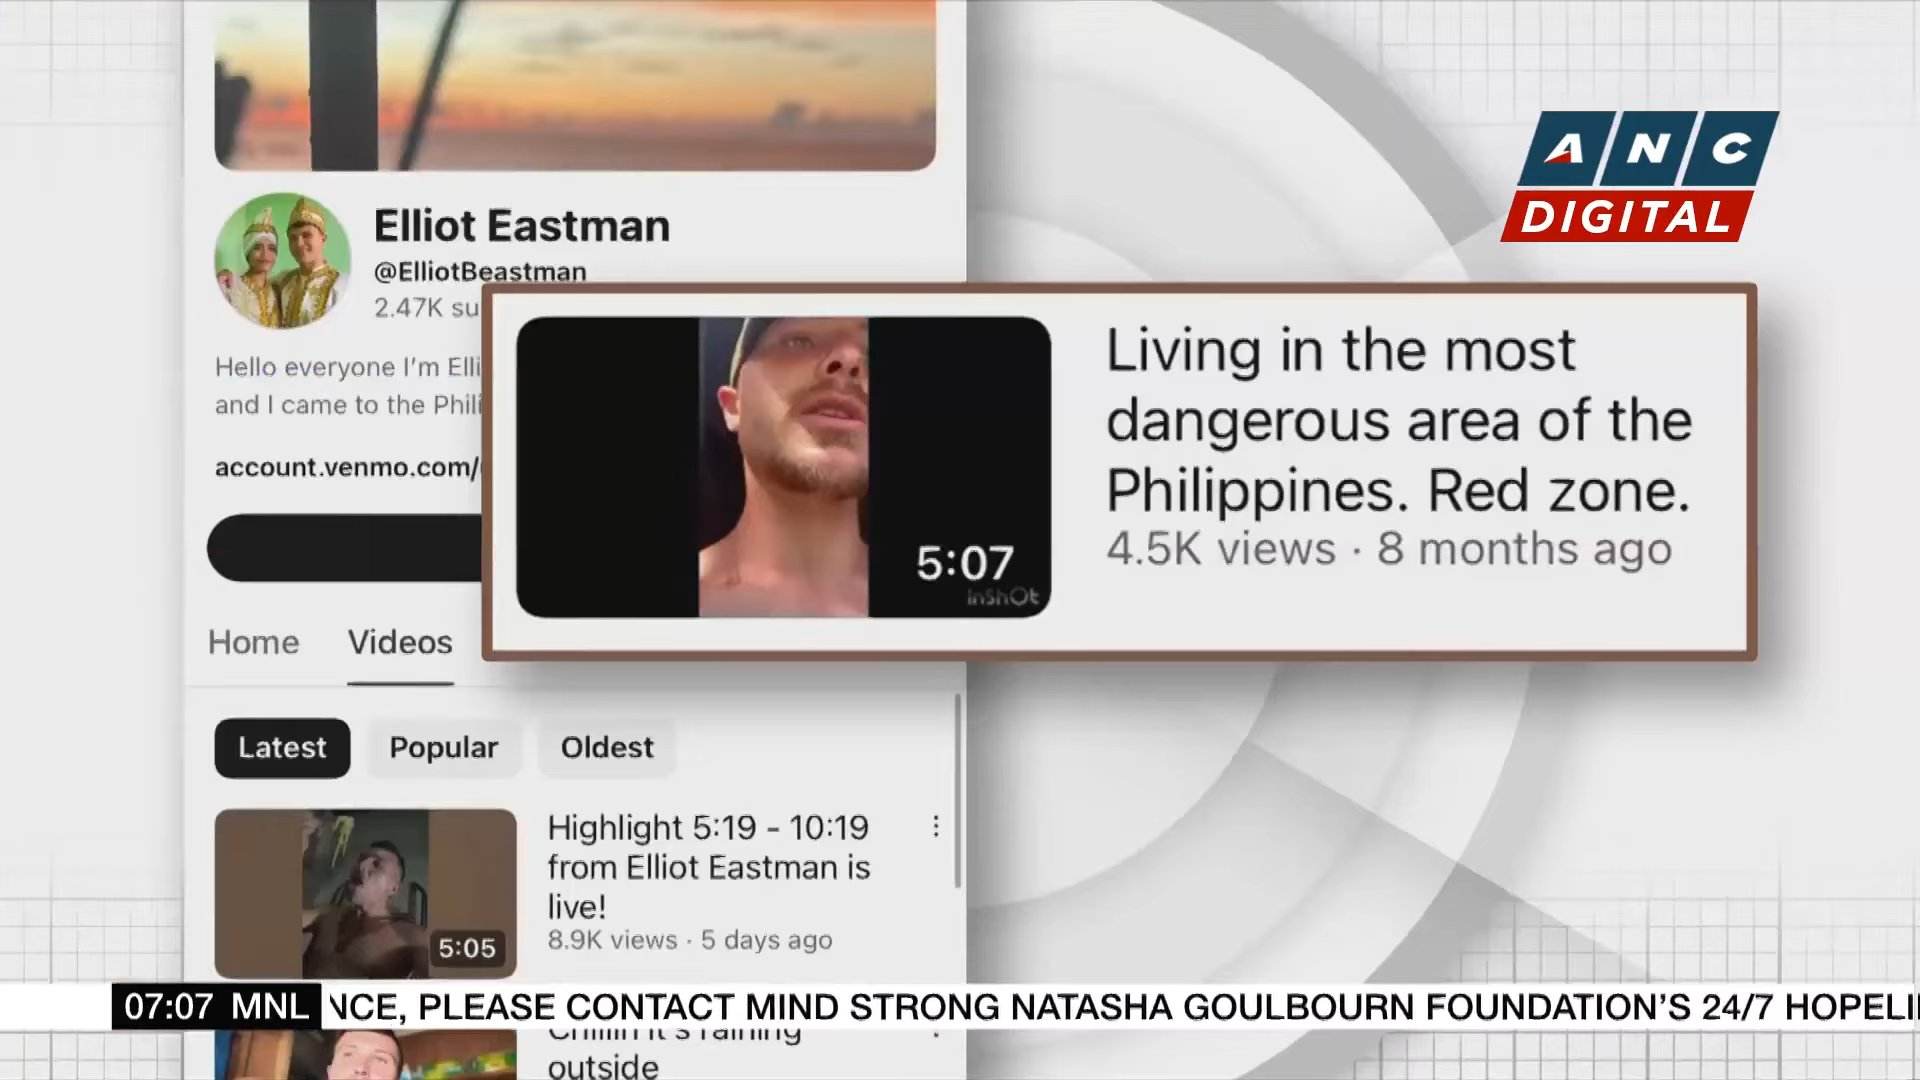 ANC
DIGITAL
Elliot Eastman
@ElliotBeastman
2.47K
Hello everyone I'm
and I came to the
account.venmo.com/
Living in the most
dangerous area of the
Philippines. Red zone.
4.5K views · 8 months ago
5:07
InShOt
Home Videos
Latest Popular Oldest
Highlight 5:19 - 10:19
from Elliot Eastman is
live!
8.9K views · 5 days ago
5:05
07:07 MNL NCE, PLEASE CONTACT MIND STRONG NATASHA GOULBOURN FOUNDATION'S 24/7 HOPELI
Chillin it's raining
outside